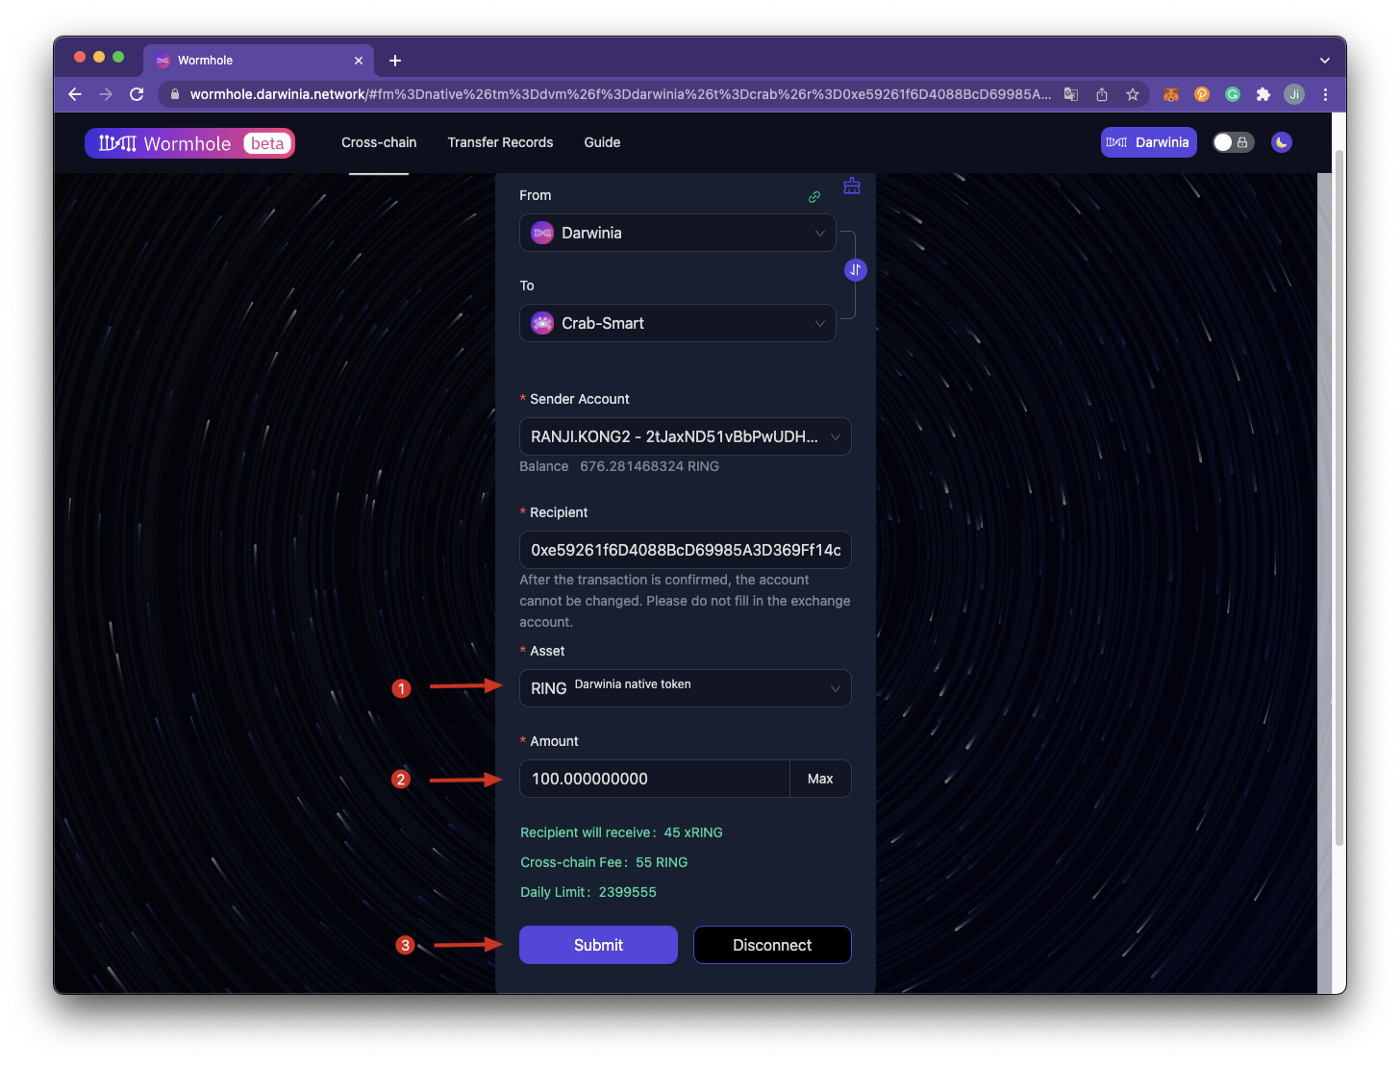 Wormhole
wormhole.darwinia.network/#fm%3Dnative%26tm%3Ddvm%26f%3Ddarwinia%26t%3Dcrab%26r%3D0xe59261f6D4088BcD69985A...
Ji
Wormhole beta
Cross-chain
Transfer Records
Guide
Darwinia
From
Darwinia
To
Crab-Smart
* Sender Account
RANJI.KONG2 - 2tJaxND51vBbPwUDH...
Balance 676.281468324 RING
* Recipient
0xe59261f6D4088BcD69985A3D369Ff14c
After the transaction is confirmed, the account
cannot be changed. Please do not fill in the exchange
account.
* Asset
1
RING Darwinia native token
* Amount
2
100.000000000
Max
Recipient will receive: 45 xRING
Cross-chain Fee: 55 RING
Daily Limit: 2399555
3
Submit
Disconnect